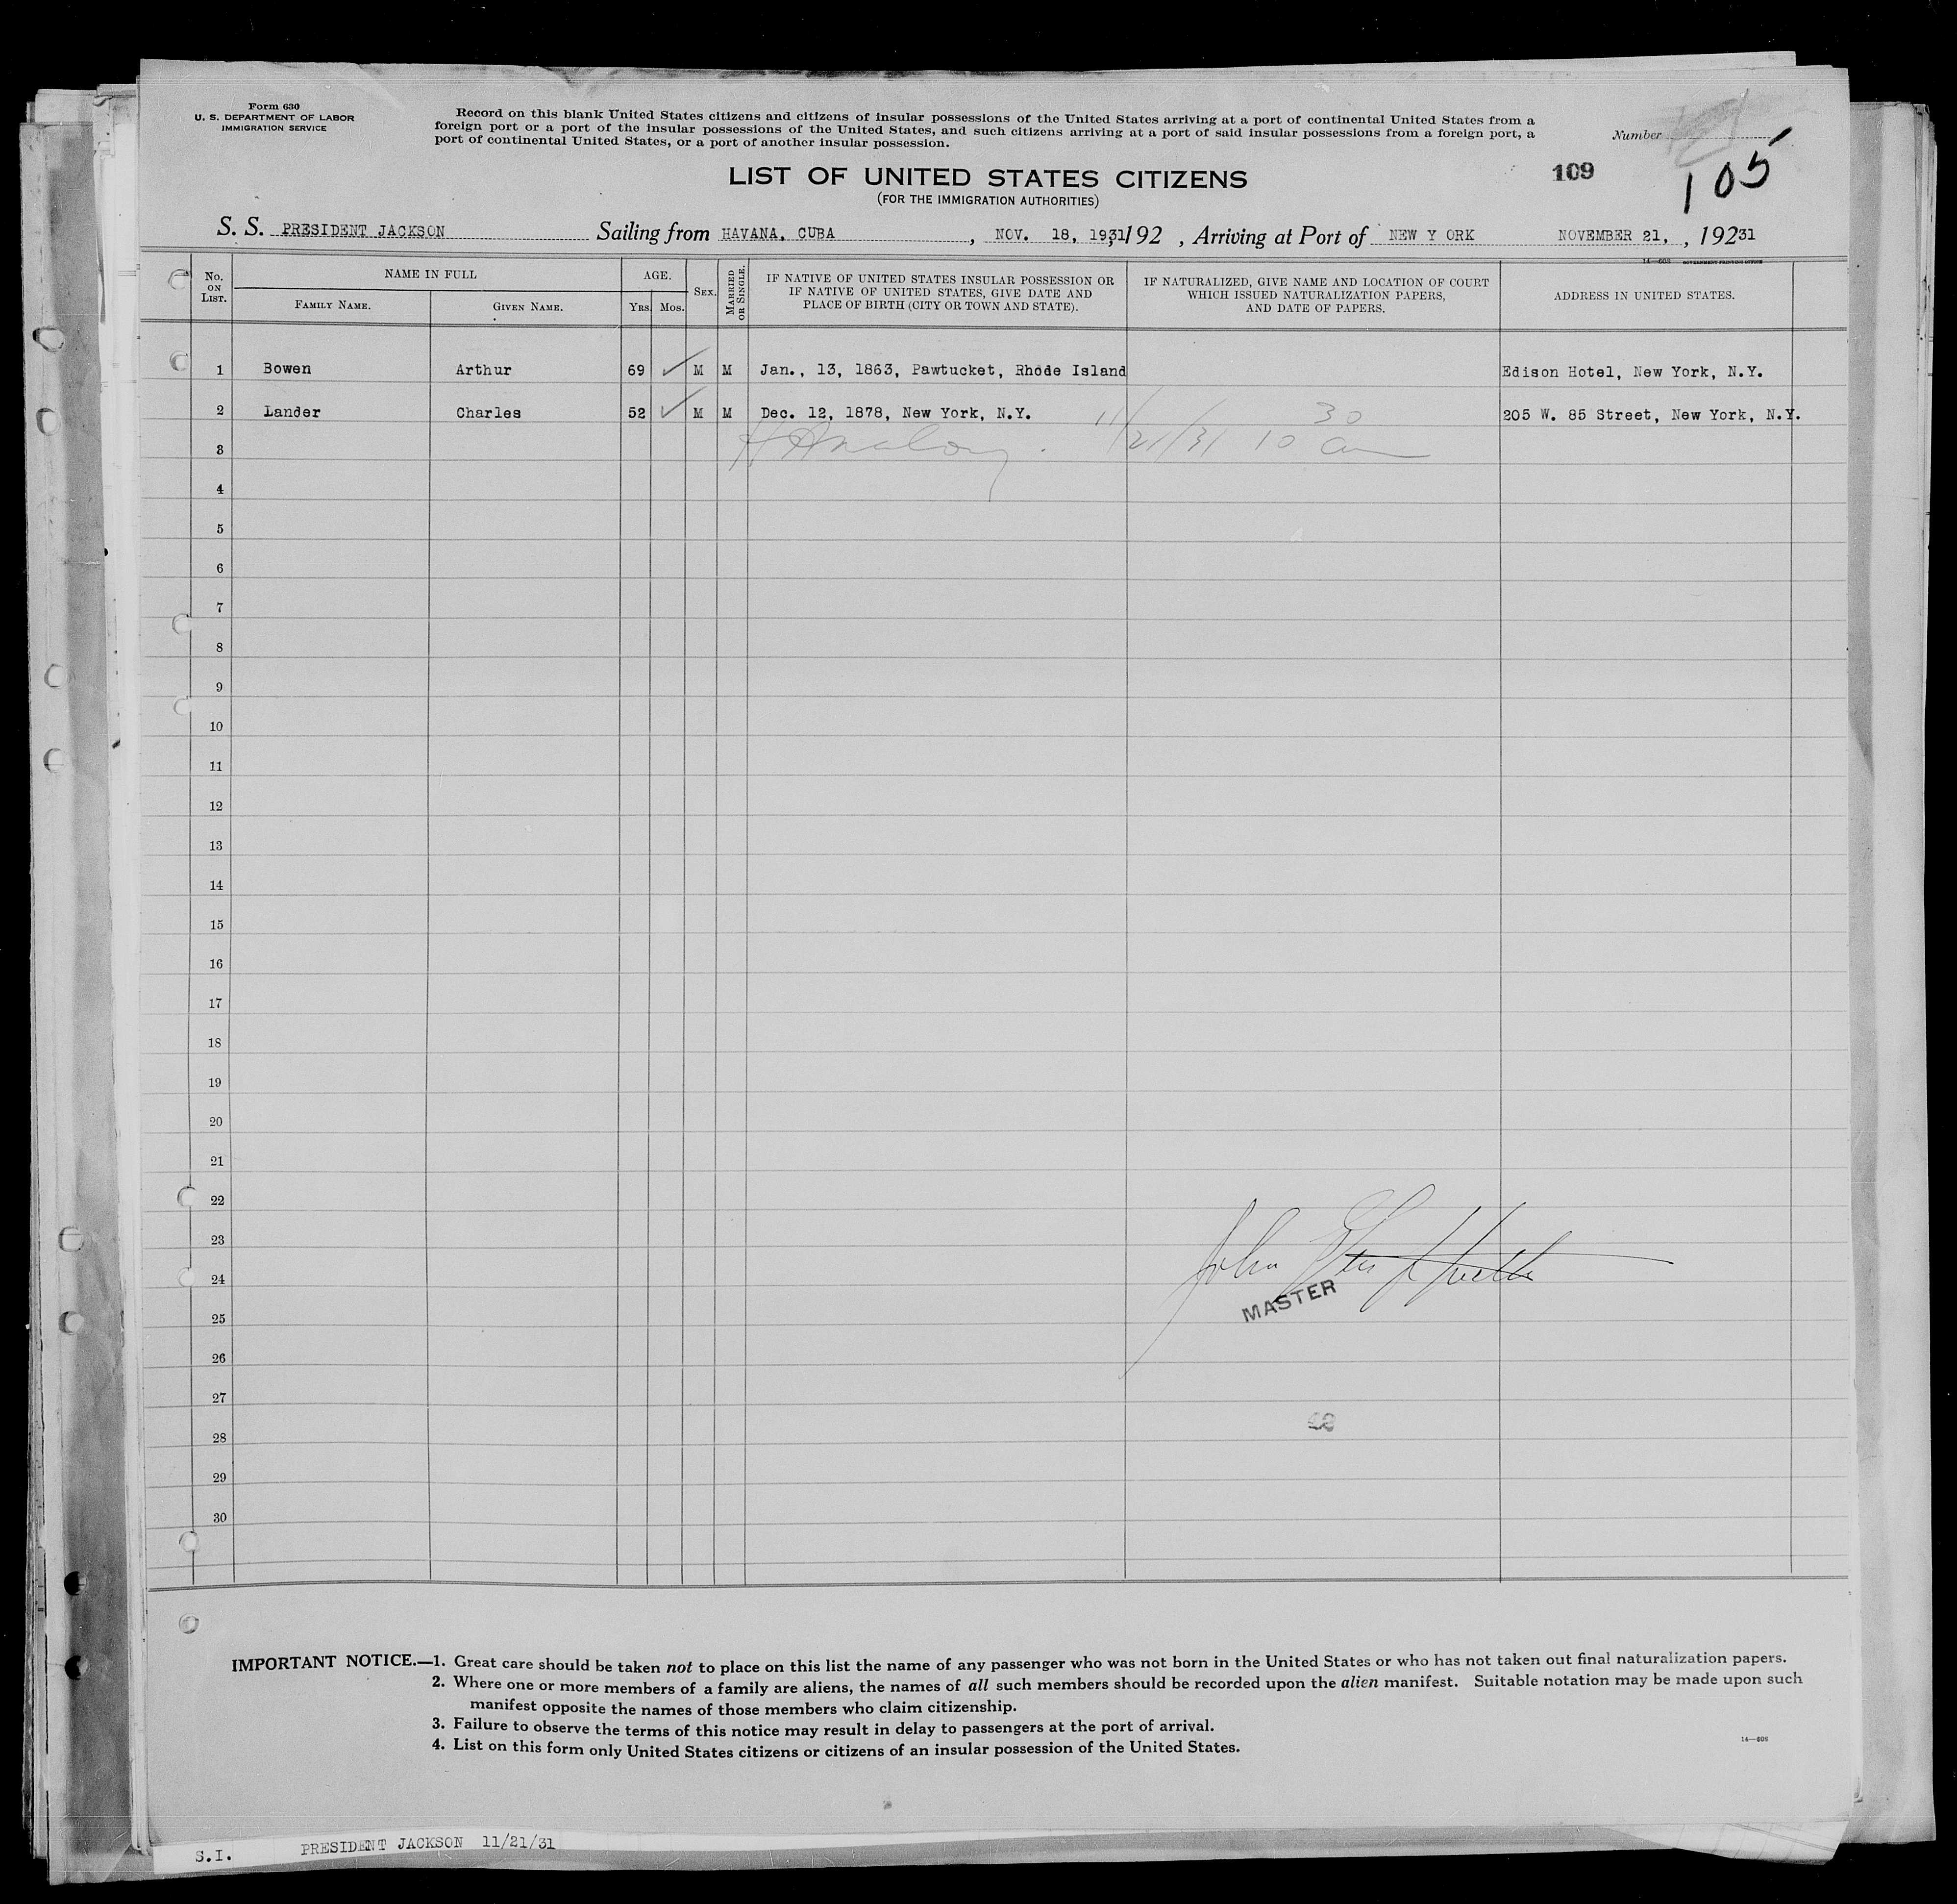 Form 630
U. S. DEPARTMENT OF LABOR
IMMIGRATION SERVICE
Record on this blank United States citizens and citizens of insular possessions of the United States arriving at a port of continental United States from a
foreign port or a port of the insular possessions of the United States, and such citizens arriving at a port of said insular possessions from a foreign port, a
port of continental United States, or a port of another insular possession.
Number
109
105
LIST OF UNITED STATES CITIZENS
(FOR THE IMMIGRATION AUTHORITIES)
S. S. PRESIDENT JACKSON Sailing from HAVANA, CUBA , NOV. 18, 1931, 192 , Arriving at Port of NEW Y ORK NOVEMBER 21, , 19231
14—608 GOVERNMENT PRINTING OFFICE
No. ON LIST. NAME IN FULL FAMILY NAME. GIVEN NAME. AGE. Yrs. Mos. SEX. MARRIED OR SINGLE. IF NATIVE OF UNITED STATES INSULAR POSSESSION OR IF NATIVE OF UNITED STATES, GIVE DATE AND PLACE OF BIRTH (CITY OR TOWN AND STATE). IF NATURALIZED, GIVE NAME AND LOCATION OF COURT WHICH ISSUED NATURALIZATION PAPERS, AND DATE OF PAPERS. ADDRESS IN UNITED STATES.
1 Bowen Arthur 69 ✓ M M Jan., 13, 1863, Pawtucket, Rhode Island Edison Hotel, New York, N.Y.
2 Lander Charles 52 ✓ M M Dec. 12, 1878, New York, N.Y. 205 W. 85 Street, New York, N.Y.
3 11/21/31 10 30 am
4
5
6
7
8
9
10
11
12
13
14
15
16
17
18
19
20
21
22
23 John
24
MASTER
25
26
27
28
29
30
IMPORTANT NOTICE.—1. Great care should be taken not to place on this list the name of any passenger who was not born in the United States or who has not taken out final naturalization papers.
2. Where one or more members of a family are aliens, the names of all such members should be recorded upon the alien manifest. Suitable notation may be made upon such
manifest opposite the names of those members who claim citizenship.
3. Failure to observe the terms of this notice may result in delay to passengers at the port of arrival.
4. List on this form only United States citizens or citizens of an insular possession of the United States.
14—608
S.I. PRESIDENT JACKSON 11/21/31